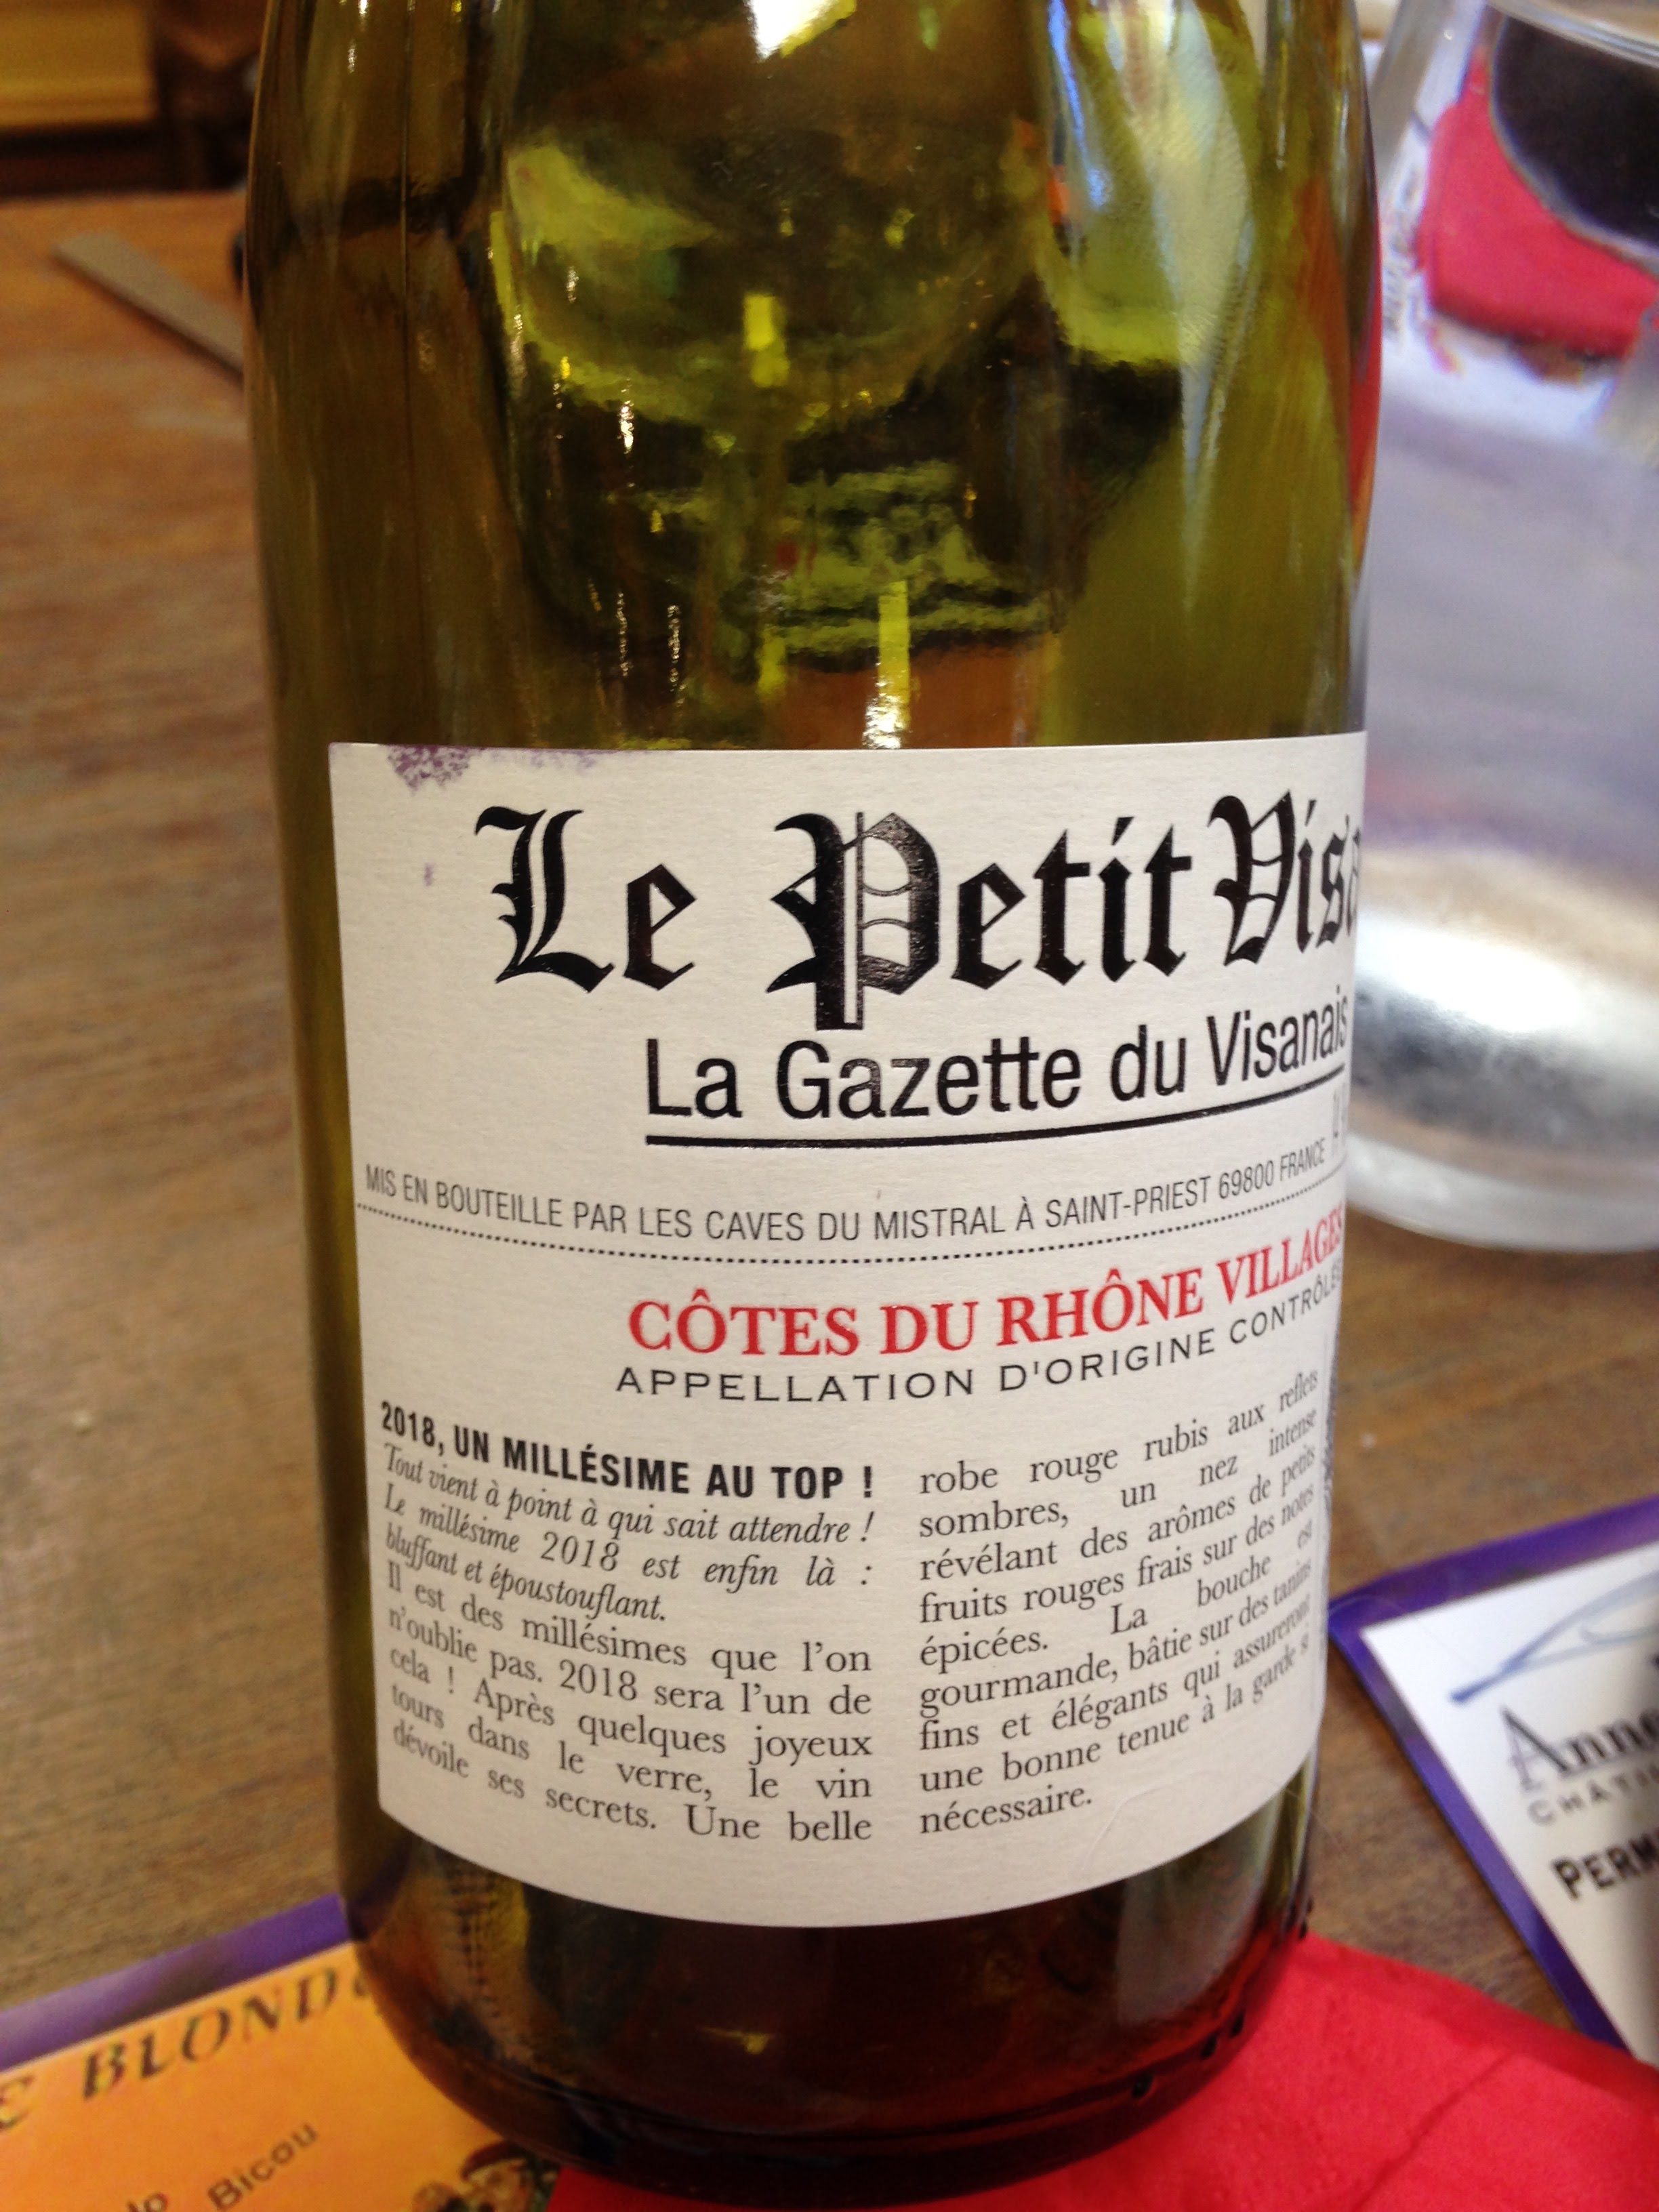 Le Petit Visa
La Gazette du Visanais
MIS EN BOUTEILLE PAR LES CAVES DU MISTRAL À SAINT-PRIEST 69800 FRANCE
CÔTES DU RHÔNE VILLAGES
APPELLATION D'ORIGINE CONTRÔLÉE
2018, UN MILLÉSIME AU TOP !
Tout vient à point à qui sait attendre !
Le millésime 2018 est enfin là :
bluffant et époustouflant.
Il est des millésimes que l'on
n'oublie pas. 2018 sera l'un de
cela ! Après quelques joyeux
tours dans le verre, le vin
dévoile ses secrets. Une belle
robe rouge rubis aux reflets
sombres, un nez intense
révélant des arômes de petits
fruits rouges frais sur des notes
épicées. La bouche est
gourmande, bâtie sur des tanins
fins et élégants qui assureront
une bonne tenue à la garde si
nécessaire.
E BLOND
Bicou
Anne
CHATI
PERM